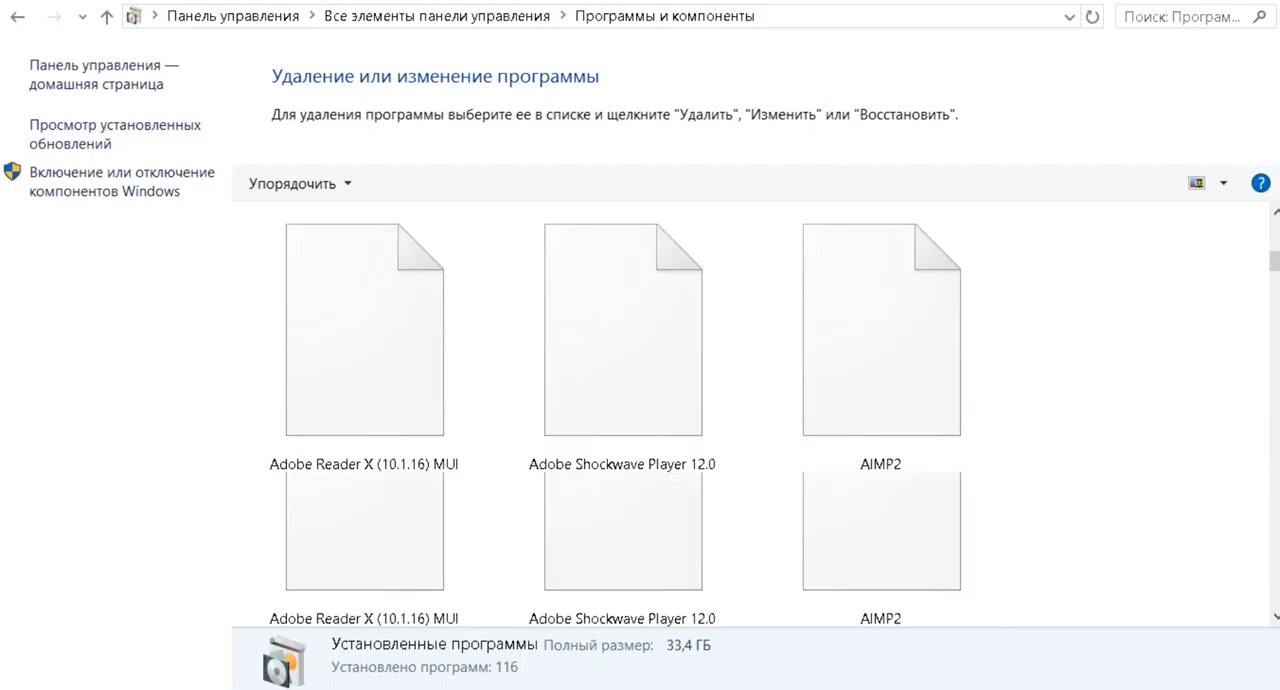 Панель управления > Все элементы панели управления > Программы и компоненты
Поиск: Програм...
Панель управления —
домашняя страница
Просмотр установленных
обновлений
Включение или отключение
компонентов Windows
Удаление или изменение программы
Для удаления программы выберите ее в списке и щелкните "Удалить", "Изменить" или "Восстановить".
Упорядочить
?
Adobe Reader X (10.1.16) MUI
Adobe Shockwave Player 12.0
AIMP2
Adobe Reader X (10.1.16) MUI
Adobe Shockwave Player 12.0
AIMP2
Установленные программы Полный размер: 33,4 ГБ
Установлено программ: 116